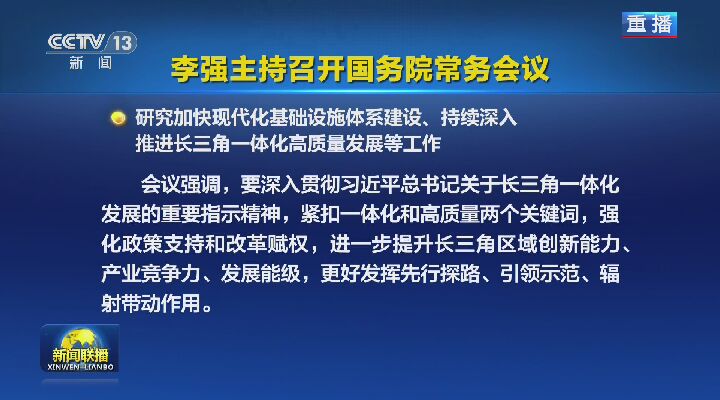 CCTV 13
新闻
重播
李强主持召开国务院常务会议
研究加快现代化基础设施体系建设、持续深入
推进长三角一体化高质量发展等工作
会议强调，要深入贯彻习近平总书记关于长三角一体化
发展的重要指示精神，紧扣一体化和高质量两个关键词，强
化政策支持和改革赋权，进一步提升长三角区域创新能力、
产业竞争力、发展能级，更好发挥先行探路、引领示范、辐
射带动作用。
新闻联播
XINWEN LIANBO